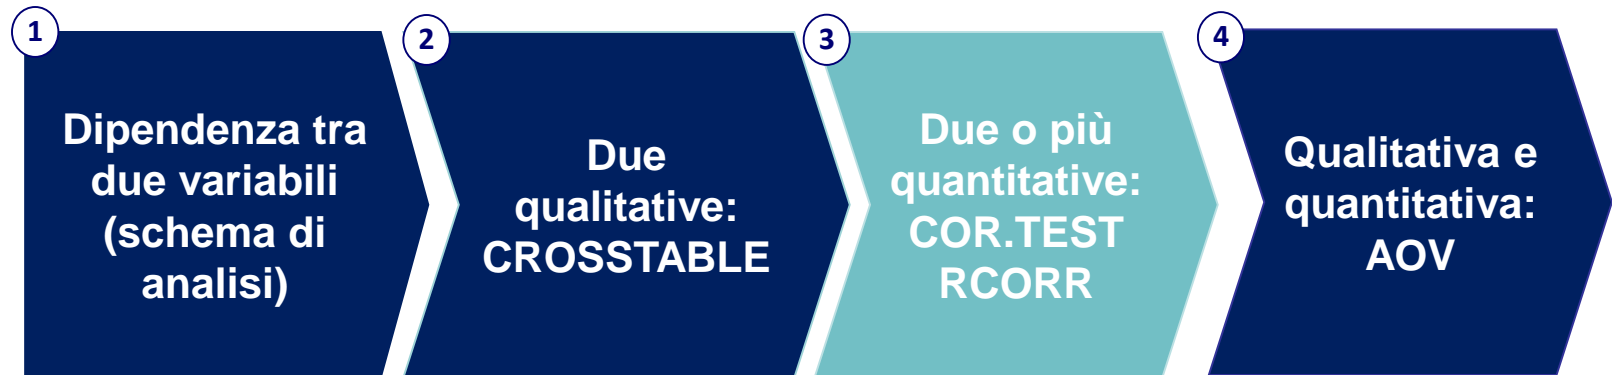 1
Dipendenza tra
due variabili
(schema di
analisi)
2
Due
qualitative:
CROSSTABLE
3
Due o più
quantitative:
COR.TEST
RCORR
4
Qualitativa e
quantitativa:
AOV